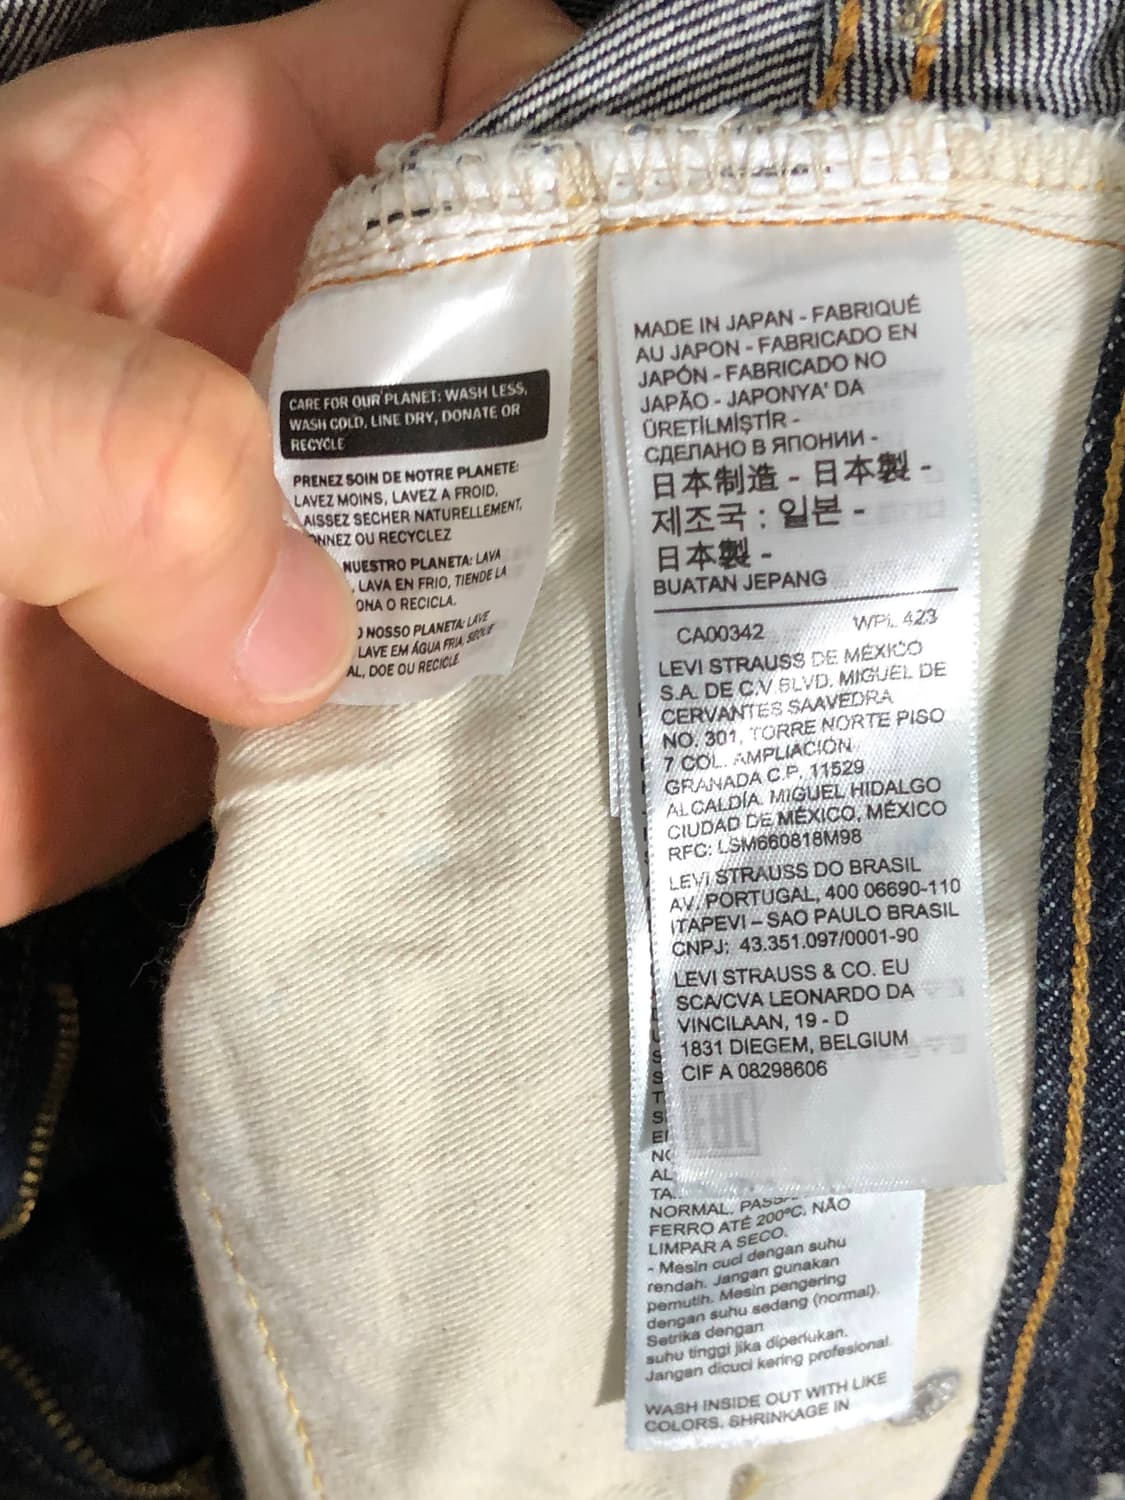 CARE FOR OUR PLANET: WASH LESS,
WASH COLD, LINE DRY, DONATE OR
RECYCLE
PRENEZ SOIN DE NOTRE PLANETE:
LAVEZ MOINS, LAVEZ A FROID,
AISSEZ SECHER NATURELLEMENT,
NNEZ OU RECYCLEZ
NUESTRO PLANETA: LAVA
, LAVA EN FRIO, TIENDE LA
ONA O RECICLA.
O NOSSO PLANETA: LAVE
LAVE EM ÁGUA FRIA, SEQUE
AL, DOE OU RECICLE
MADE IN JAPAN - FABRIQUÉ
AU JAPON - FABRICADO EN
JAPÓN - FABRICADO NO
JAPÃO - JAPONYA' DA
ÜRETİLMİŞTİR -
СДЕЛАНО В ЯПОНИИ -
日本制造 - 日本製 -
제조국 : 일본 -
日本製 -
BUATAN JEPANG
CA00342 WPL 423
LEVI STRAUSS DE MÉXICO
S.A. DE C.V. BLVD. MIGUEL DE
CERVANTES SAAVEDRA
NO. 301, TORRE NORTE PISO
7 COL. AMPLIACIÓN
GRANADA C.P. 11529
ALCALDÍA MIGUEL HIDALGO
CIUDAD DE MÉXICO, MÉXICO
RFC: LSM660818M98
LEVI STRAUSS DO BRASIL
AV. PORTUGAL, 400 06690-110
ITAPEVI – SAO PAULO BRASIL
CNPJ: 43.351.097/0001-90
LEVI STRAUSS & CO. EU
SCA/CVA LEONARDO DA
VINCILAAN, 19 - D
1831 DIEGEM, BELGIUM
CIF A 08298606
EAC
S
S
T
S
E
NO
AL
TA
NORMAL. PASSA
FERRO ATÉ 200ºC. NÃO
LIMPAR A SECO.
- Mesin cuci dengan suhu
rendah. Jangan gunakan
pemutih. Mesin pengering
dengan suhu sedang (normal).
Setrika dengan
suhu tinggi jika diperlukan.
Jangan dicuci kering profesional.
WASH INSIDE OUT WITH LIKE
COLORS. SHRINKAGE IN